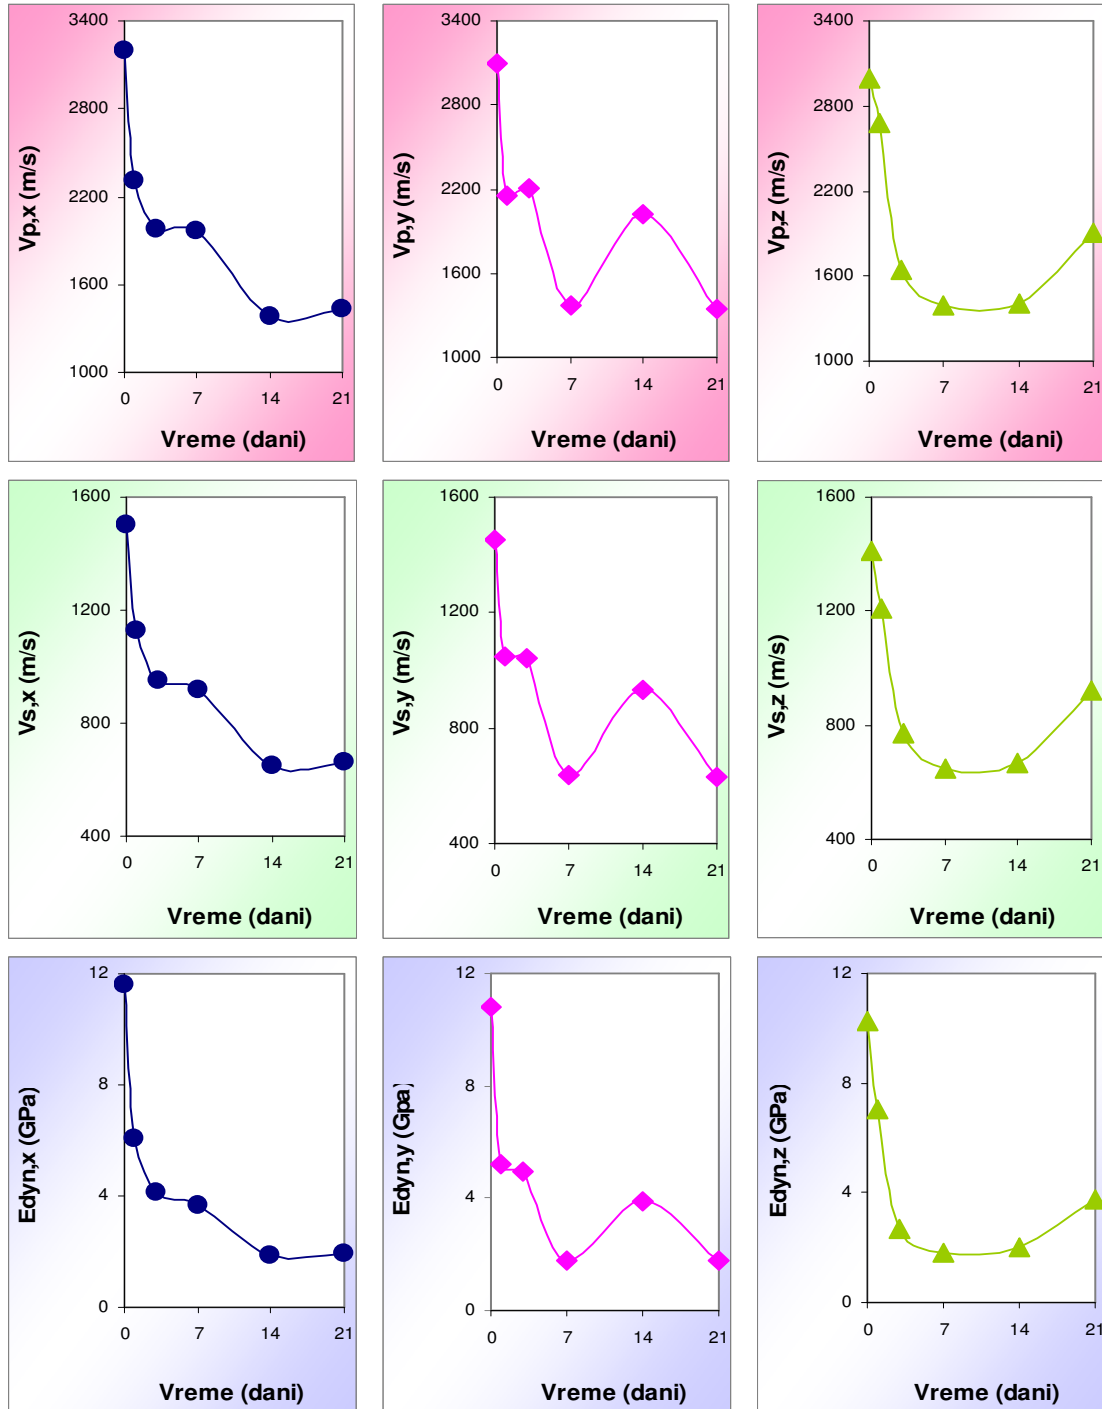 3400
2800
2200
1600
1000
Vp,x (m/s)
0 7 14 21
Vreme (dani)
3400
2800
2200
1600
1000
Vp,y (m/s)
0 7 14 21
Vreme (dani)
3400
2800
2200
1600
1000
Vp,z (m/s)
0 7 14 21
Vreme (dani)
1600
1200
800
400
Vs,x (m/s)
0 7 14 21
Vreme (dani)
1600
1200
800
400
Vs,y (m/s)
0 7 14 21
Vreme (dani)
1600
1200
800
400
Vs,z (m/s)
0 7 14 21
Vreme (dani)
12
8
4
0
Edyn,x (GPa)
0 7 14 21
Vreme (dani)
12
8
4
0
Edyn,y (Gpa)
0 7 14 21
Vreme (dani)
12
8
4
0
Edyn,z (GPa)
0 7 14 21
Vreme (dani)